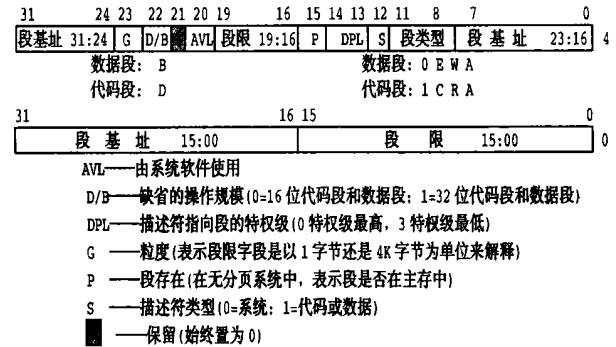 31 24 23 22 21 20 19 16 15 14 13 12 11 8 7 0
段基址 31:24 G D/B AVL 段限 19:16 P DPL S 段类型 段 基 址 23:16 4
数据段: B 数据段: 0 E W A
代码段: D 代码段: 1 C R A
31 16 15 0
段 基 址 15:00 段 限 15:00 0
AVL——由系统软件使用
D/B——缺省的操作规模(0=16 位代码段和数据段; 1=32 位代码段和数据段)
DPL——描述符指向段的特权级(0 特权级最高, 3 特权级最低)
G ——粒度(表示段限字段是以 1 字节还是 4K 字节为单位来解释)
P ——段存在(在无分页系统中, 表示段是否在主存中)
S ——描述符类型(0=系统; 1=代码或数据)
——保留(始终置为 0)